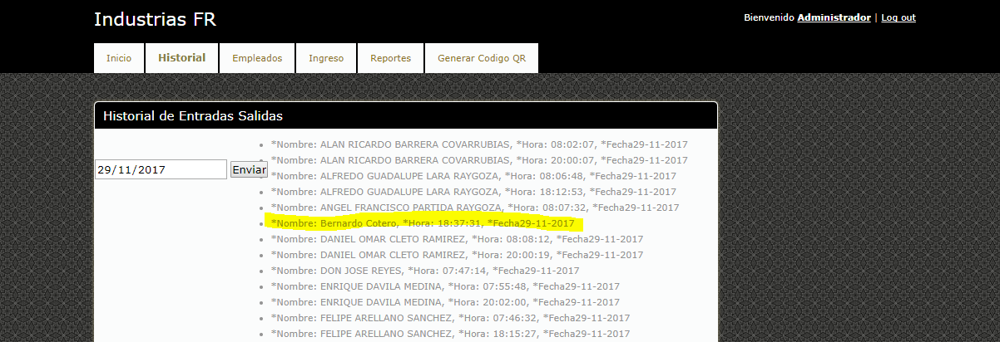 Industrias FR
Bienvenido Administrador | Log out
Inicio Historial Empleados Ingreso Reportes Generar Codigo QR
Historial de Entradas Salidas
29/11/2017 Enviar
*Nombre: ALAN RICARDO BARRERA COVARRUBIAS, *Hora: 08:02:07, *Fecha29-11-2017
*Nombre: ALAN RICARDO BARRERA COVARRUBIAS, *Hora: 20:00:07, *Fecha29-11-2017
*Nombre: ALFREDO GUADALUPE LARA RAYGOZA, *Hora: 08:06:48, *Fecha29-11-2017
*Nombre: ALFREDO GUADALUPE LARA RAYGOZA, *Hora: 18:12:53, *Fecha29-11-2017
*Nombre: ANGEL FRANCISCO PARTIDA RAYGOZA, *Hora: 08:07:32, *Fecha29-11-2017
*Nombre: Bernardo Cotero, *Hora: 18:37:31, *Fecha29-11-2017
*Nombre: DANIEL OMAR CLETO RAMIREZ, *Hora: 08:08:12, *Fecha29-11-2017
*Nombre: DANIEL OMAR CLETO RAMIREZ, *Hora: 20:00:19, *Fecha29-11-2017
*Nombre: DON JOSE REYES, *Hora: 07:47:14, *Fecha29-11-2017
*Nombre: ENRIQUE DAVILA MEDINA, *Hora: 07:55:48, *Fecha29-11-2017
*Nombre: ENRIQUE DAVILA MEDINA, *Hora: 20:02:00, *Fecha29-11-2017
*Nombre: FELIPE ARELLANO SANCHEZ, *Hora: 07:46:32, *Fecha29-11-2017
*Nombre: FELIPE ARELLANO SANCHEZ, *Hora: 18:15:27, *Fecha29-11-2017